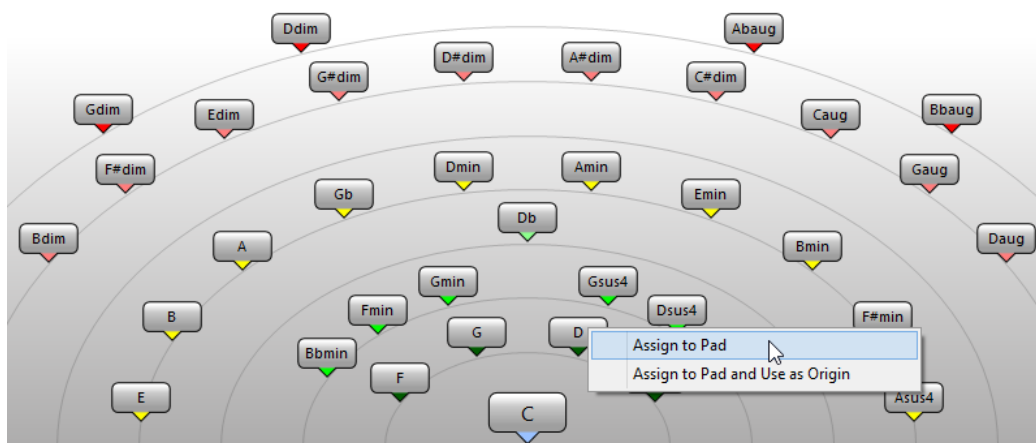 Ddim
Abaug
D#dim
A#dim
G#dim
C#dim
Gdim
Edim
Caug
Bbaug
F#dim
Dmin
Amin
Gaug
Gb
Emin
Db
Bdim
A
Bmin
Daug
Gmin
Gsus4
Fmin
Dsus4
B
F#min
G
D
Assign to Pad
Bbmin
Assign to Pad and Use as Origin
F
E
Asus4
C